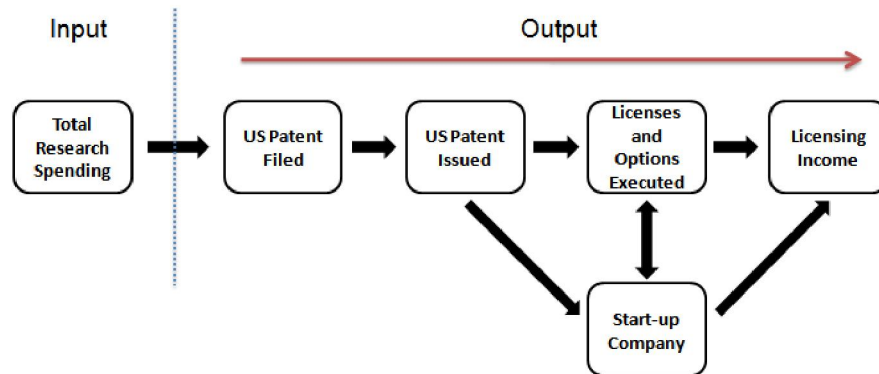 Input
Output
Total
Research
Spending
US Patent
Filed
US Patent
Issued
Licenses
and
Options
Executed
Licensing
Income
Start-up
Company